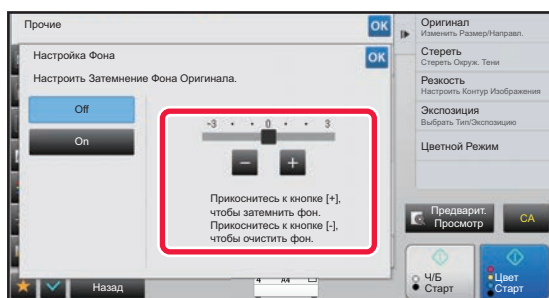 Прочие
OK
Настройка Фона
OK
Настроить Затемнение Фона Оригинала.
Off
On
-3 0 3
− +
Прикоснитесь к кнопке [+],
чтобы затемнить фон.
Прикоснитесь к кнопке [-],
чтобы очистить фон.
Назад
4 A4
Оригинал
Изменить Размер/Направл.
Стереть
Стереть Окруж. Тени
Резкость
Настроить Контур Изображения
Экспозиция
Выбрать Тип/Экспозицию
Цветной Режим
Предварит.
Просмотр
CA
Ч/Б
Старт
Цвет
Старт